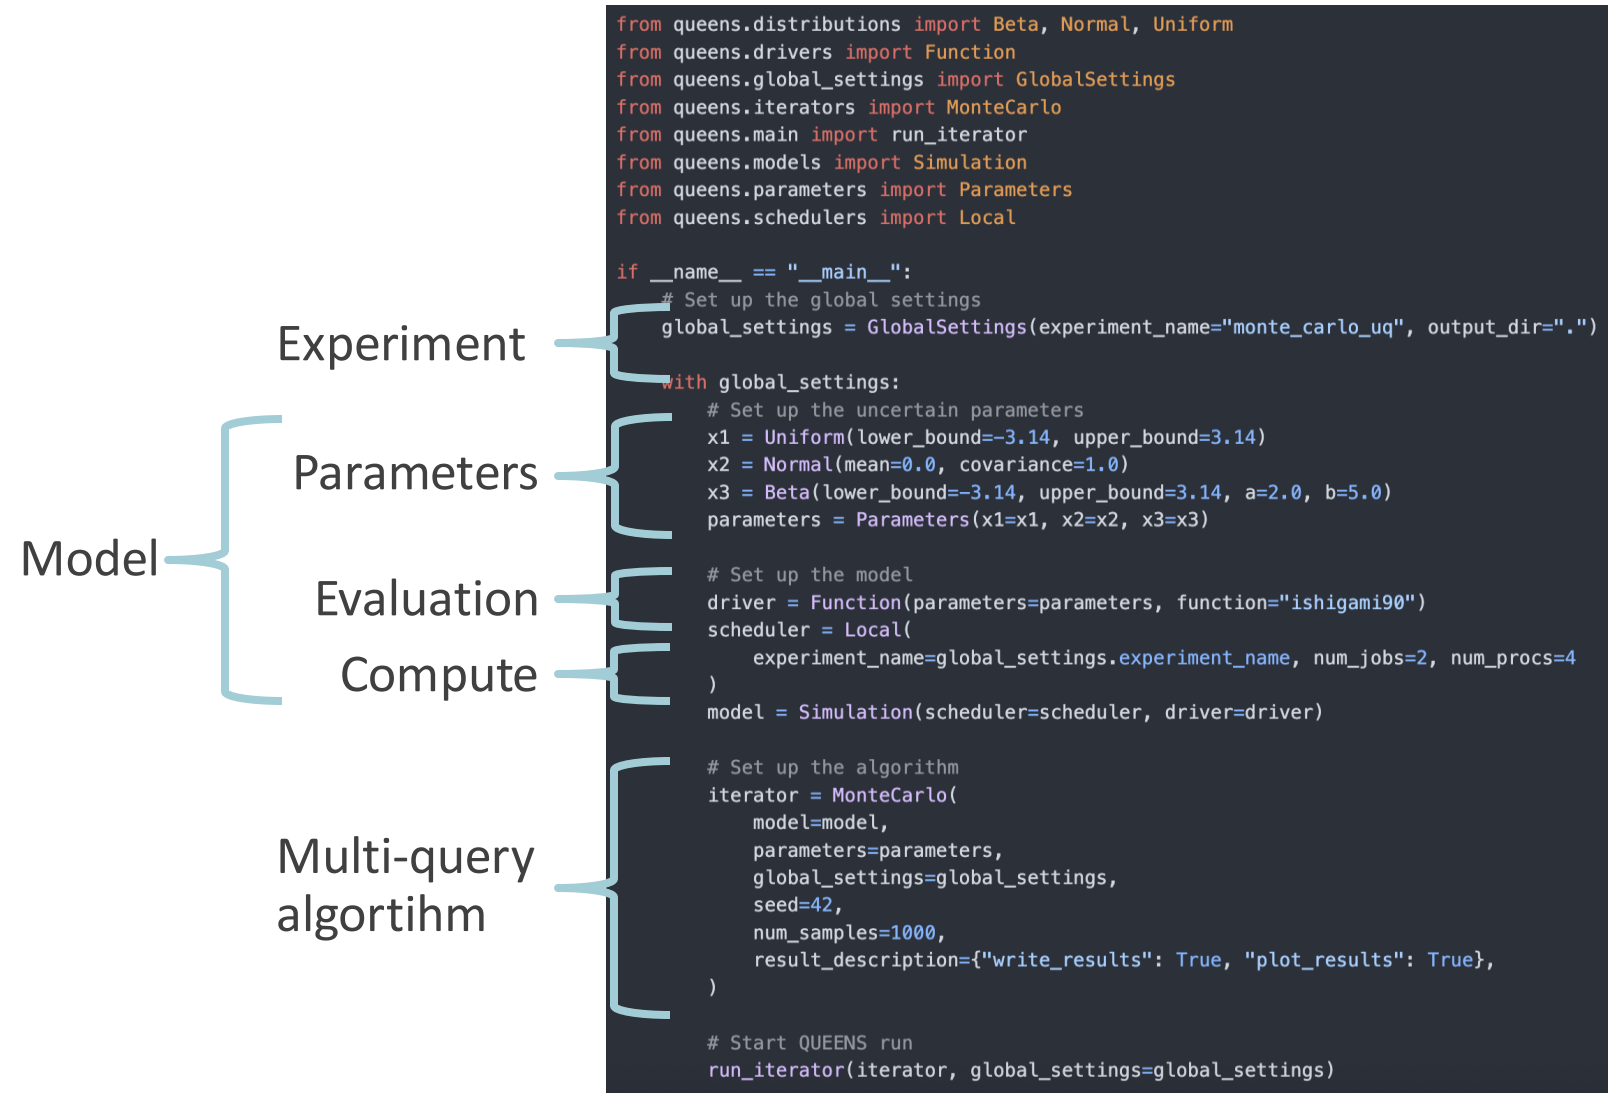 from queens.distributions import Beta, Normal, Uniform
from queens.drivers import Function
from queens.global_settings import GlobalSettings
from queens.iterators import MonteCarlo
from queens.main import run_iterator
from queens.models import Simulation
from queens.parameters import Parameters
from queens.schedulers import Local
if __name__ == "__main__":
# Set up the global settings
Experiment
global_settings = GlobalSettings(experiment_name="monte_carlo_uq", output_dir=".")
with global_settings:
Model
Parameters
# Set up the uncertain parameters
x1 = Uniform(lower_bound=-3.14, upper_bound=3.14)
x2 = Normal(mean=0.0, covariance=1.0)
x3 = Beta(lower_bound=-3.14, upper_bound=3.14, a=2.0, b=5.0)
parameters = Parameters(x1=x1, x2=x2, x3=x3)
Evaluation
# Set up the model
driver = Function(parameters=parameters, function="ishigami90")
Compute
scheduler = Local(
experiment_name=global_settings.experiment_name, num_jobs=2, num_procs=4
)
model = Simulation(scheduler=scheduler, driver=driver)
Multi-query
algortihm
# Set up the algorithm
iterator = MonteCarlo(
model=model,
parameters=parameters,
global_settings=global_settings,
seed=42,
num_samples=1000,
result_description={"write_results": True, "plot_results": True},
)
# Start QUEENS run
run_iterator(iterator, global_settings=global_settings)